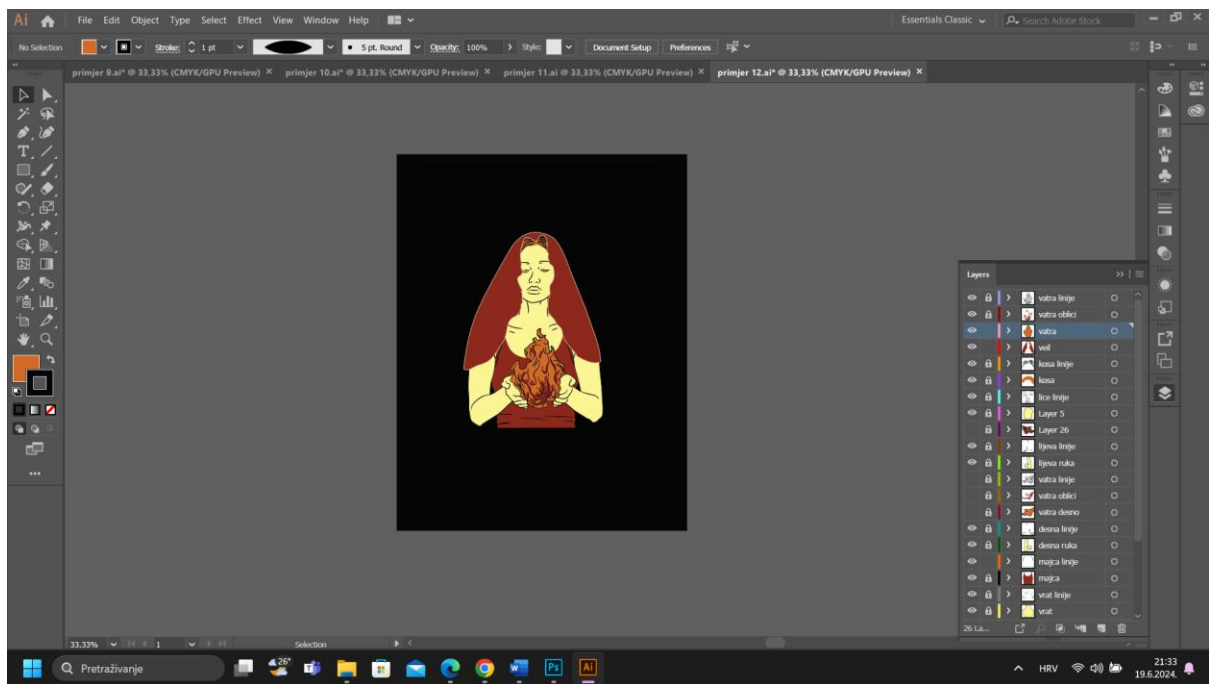 Ai File Edit Object Type Select Effect View Window Help Essentials Classic Search Adobe Stock
No Selection Stroke: 1 pt 5 pt. Round Opacity: 100% Style: Document Setup Preferences
primjer 9.ai* @ 33,33% (CMYK/GPU Preview) × primjer 10.ai* @ 33,33% (CMYK/GPU Preview) × primjer 11.ai @ 33,33% (CMYK/GPU Preview) × primjer 12.ai* @ 33,33% (CMYK/GPU Preview) ×
Layers
vatra linije
vatra oblici
vatra
veil
kosa linije
kosa
lice linije
Layer 5
Layer 26
lijeva linije
lijeva ruka
vatra linije
vatra oblici
vatra desno
desna linije
desna ruka
majca linije
majca
vrat linije
vrat
26 La...
33,33% 1 Selection
Pretraživanje 26° Ps Ai HRV 21:33
19.6.2024.